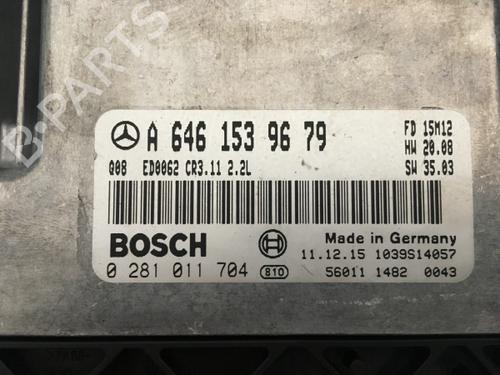 B-PARTS
A 646 153 96 79
FD 15M12
HW 20.08
Q08 ED0062 CR3.11 2.2L
SW 35.03
BOSCH
Made in Germany
11.12.15 1039S14057
0 281 011 704 810
56011 1482 0043